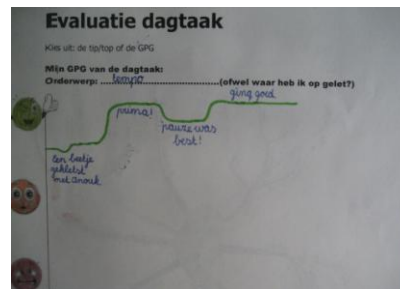 Evaluatie dagtaak
Kies uit: de tip/top of de GPG
Mijn GPG van de dagtaak:
Onderwerp: tempo (ofwel waar heb ik op gelet?)
ging goed
prima!
pauze was
best!
een beetje
gekletst
met Anouk